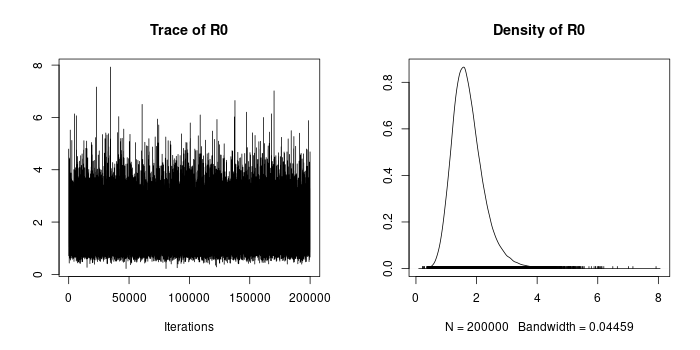 Trace of R0
8
6
4
2
0
0 50000 100000 150000 200000
Iterations
Density of R0
0.8
0.6
0.4
0.2
0.0
0 2 4 6 8
N = 200000 Bandwidth = 0.04459